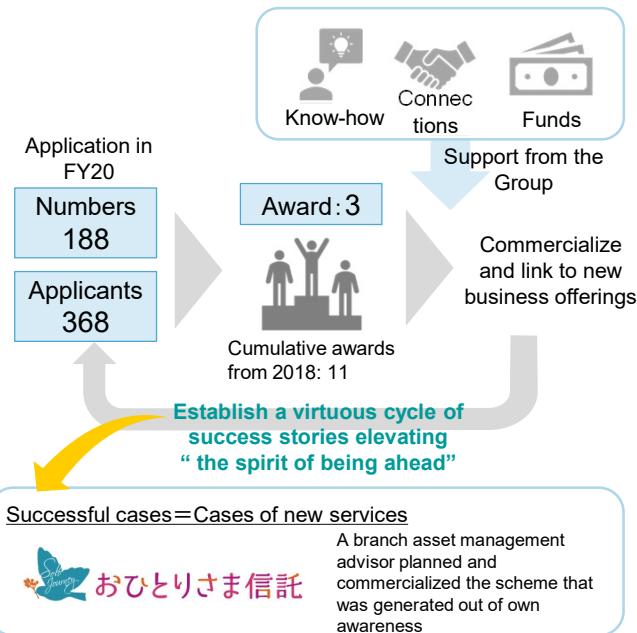 Know-how
Connec
tions
Funds
Support from the
Group
Application in
FY20
Numbers
188
Applicants
368
Award：3
Cumulative awards
from 2018: 11
Commercialize
and link to new
business offerings
Establish a virtuous cycle of
success stories elevating
“ the spirit of being ahead”
Successful cases＝Cases of new services
Solo
Journey
おひとりさま信託
A branch asset management
advisor planned and
commercialized the scheme that
was generated out of own
awareness